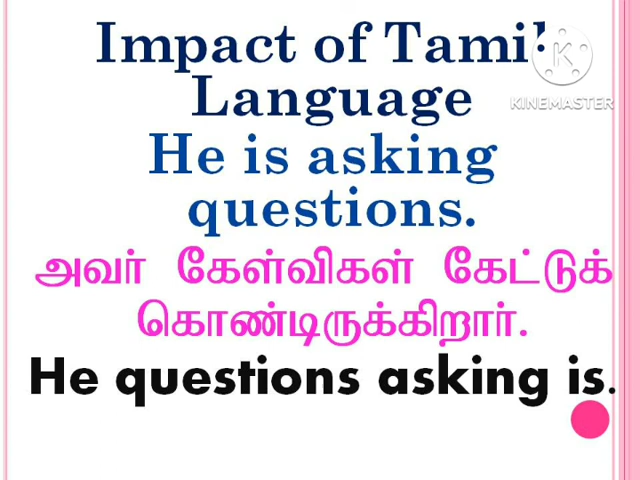 Impact of Tamil
Language
KINEMASTER
He is asking
questions.
அவர் கேள்விகள் கேட்டுக்
கொண்டிருக்கிறார்.
He questions asking is.